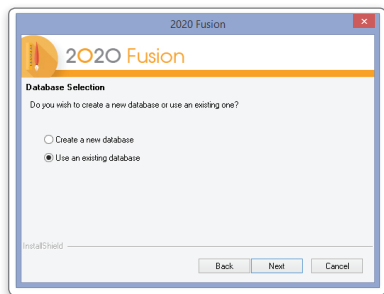 2020 Fusion
2020 Fusion
Database Selection
Do you wish to create a new database or use an existing one?
Create a new database
Use an existing database
InstallShield
Back Next Cancel